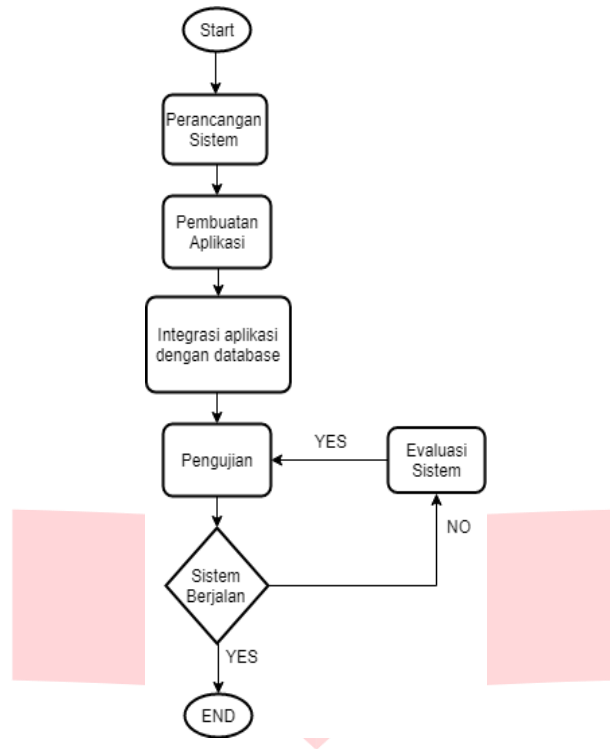 Start
Perancangan
Sistem
Pembuatan
Aplikasi
Integrasi aplikasi
dengan database
Pengujian
YES
Evaluasi
Sistem
NO
Sistem
Berjalan
YES
END